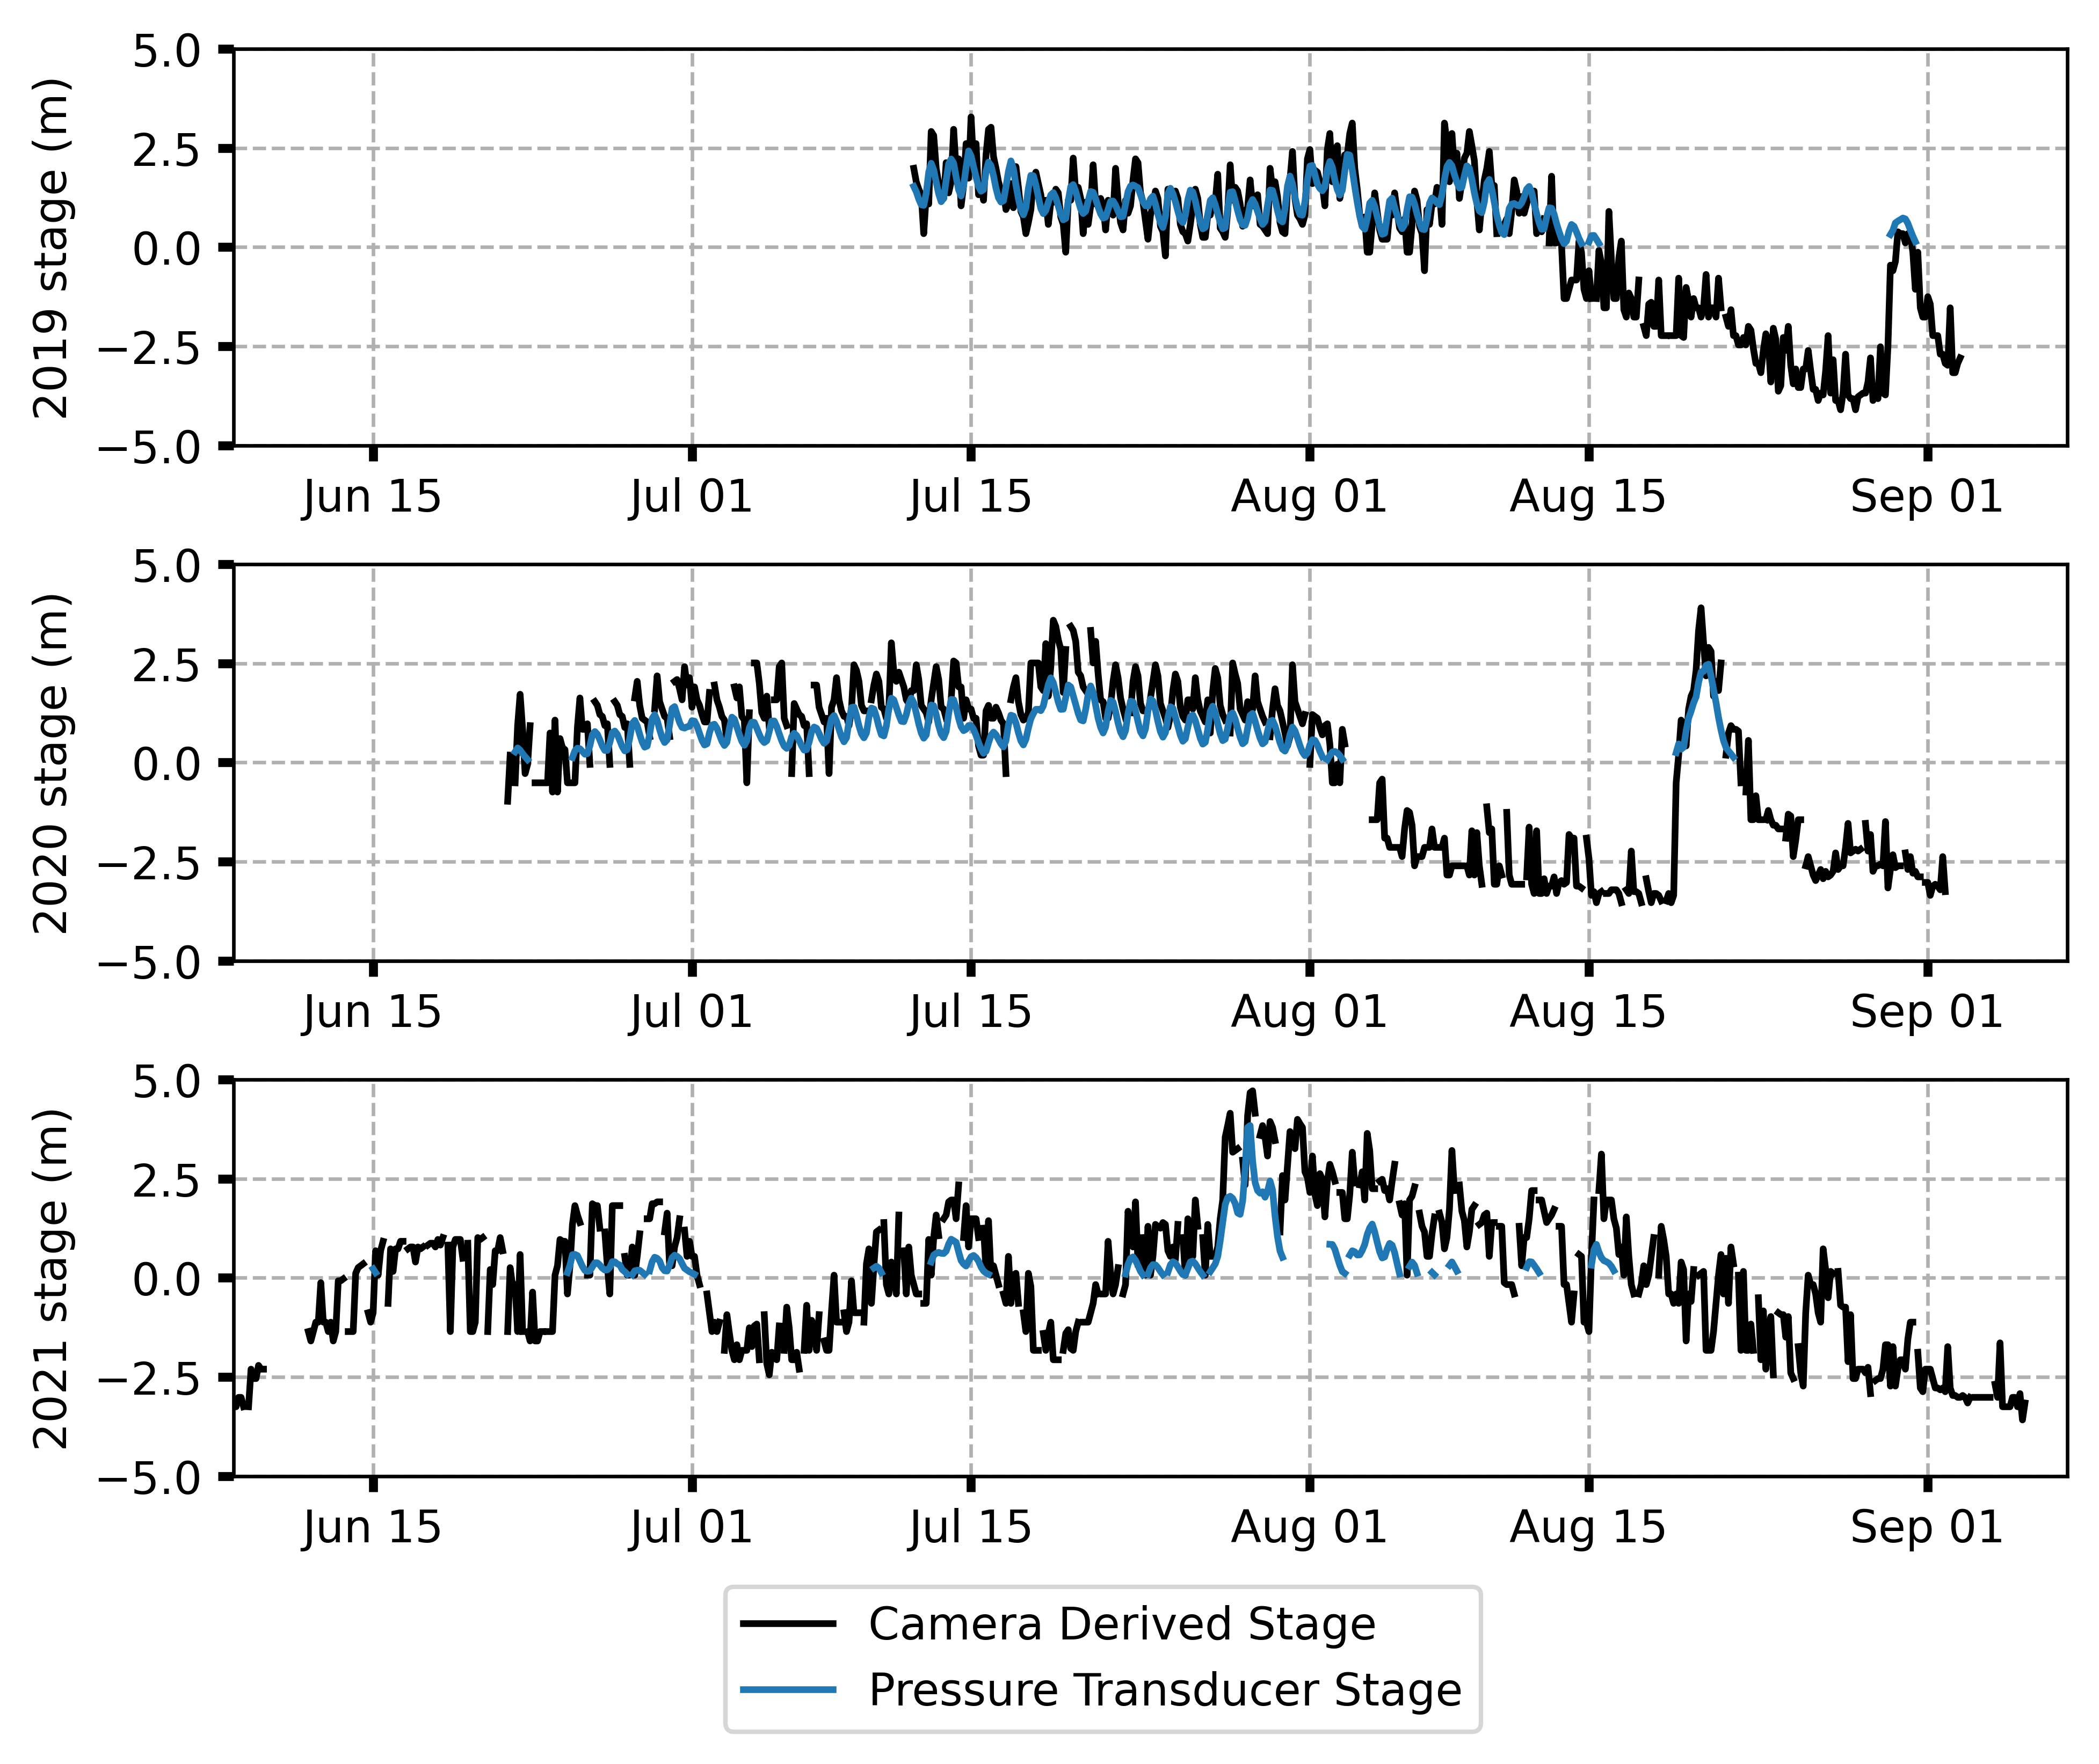 2019 stage (m)
5.0
2.5
0.0
−2.5
−5.0
Jun 15 Jul 01 Jul 15 Aug 01 Aug 15 Sep 01
2020 stage (m)
5.0
2.5
0.0
−2.5
−5.0
Jun 15 Jul 01 Jul 15 Aug 01 Aug 15 Sep 01
2021 stage (m)
5.0
2.5
0.0
−2.5
−5.0
Jun 15 Jul 01 Jul 15 Aug 01 Aug 15 Sep 01
Camera Derived Stage
Pressure Transducer Stage